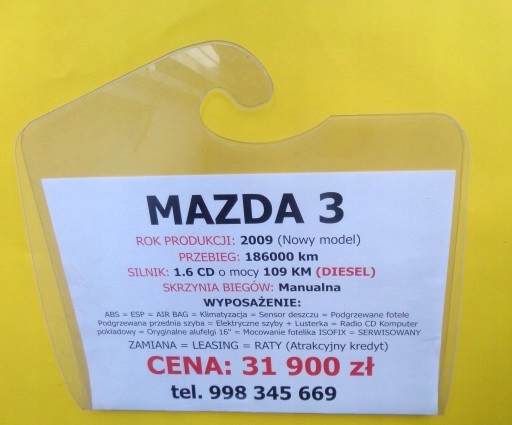 MAZDA 3
ROK PRODUKCJI: 2009 (Nowy model)
PRZEBIEG: 186000 km
SILNIK: 1.6 CD o mocy 109 KM (DIESEL)
SKRZYNIA BIEGÓW: Manualna
WYPOSAŻENIE:
ABS = ESP = AIR BAG = Klimatyzacja = Sensor deszczu = Podgrzewane fotele
Podgrzewana przednia szyba = Elektryczne szyby + Lusterka = Radio CD Komputer
pokładowy = Oryginalne alufelgi 16" = Mocowanie fotelika ISOFIX = SERWISOWANY
ZAMIANA = LEASING = RATY (Atrakcyjny kredyt)
CENA: 31 900 zł
tel. 998 345 669